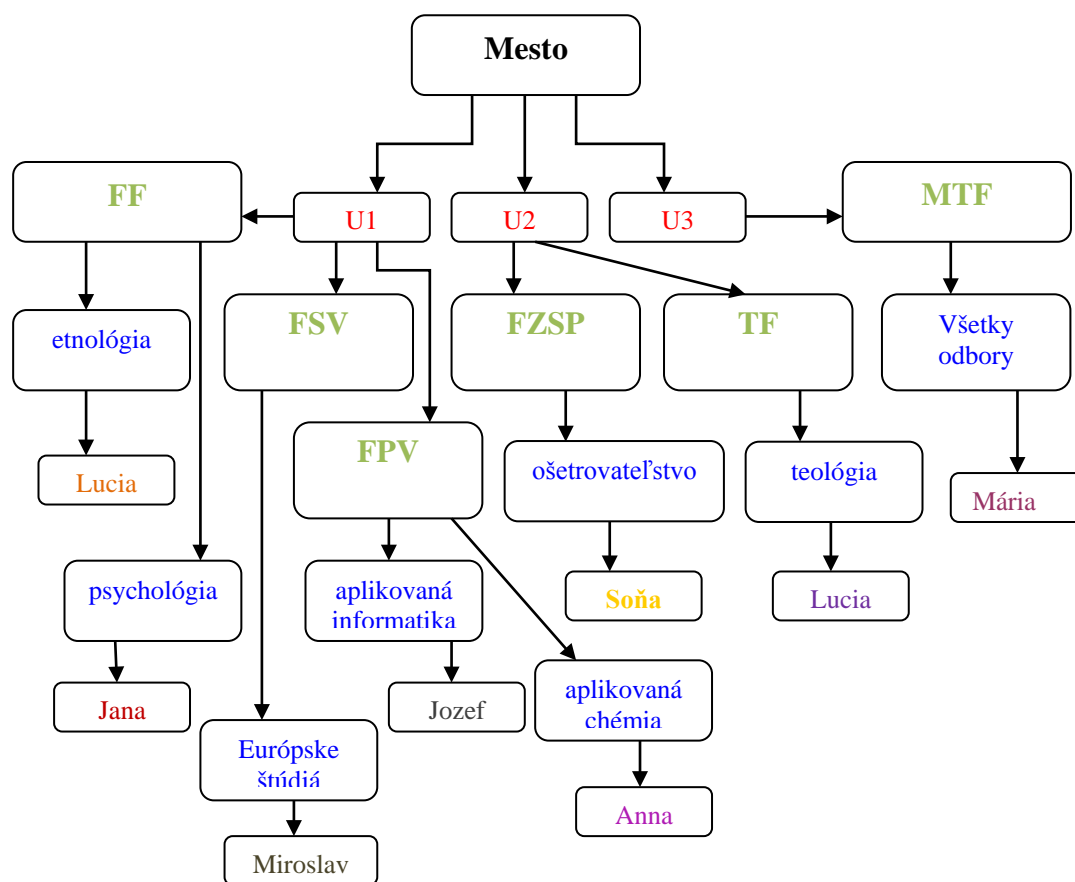 Mesto
FF
U1
U2
U3
MTF
FSV
FZSP
TF
Všetky
odbory
etnológia
FPV
ošetrovateľstvo
teológia
Lucia
Mária
psychológia
aplikovaná
informatika
Soňa
Lucia
Jana
Jozef
aplikovaná
chémia
Európske
štúdiá
Anna
Miroslav